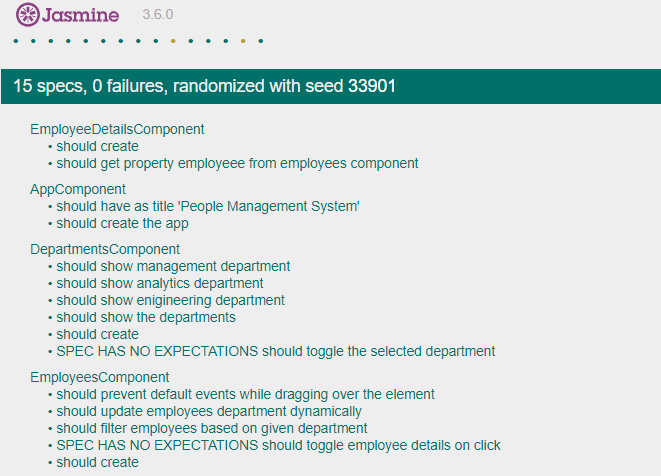 Jasmine 3.6.0
15 specs, 0 failures, randomized with seed 33901
EmployeeDetailsComponent
• should create
• should get property employeee from employees component
AppComponent
• should have as title 'People Management System'
• should create the app
DepartmentsComponent
• should show management department
• should show analytics department
• should show enigineering department
• should show the departments
• should create
• SPEC HAS NO EXPECTATIONS should toggle the selected department
EmployeesComponent
• should prevent default events while dragging over the element
• should update employees department dynamically
• should filter employees based on given department
• SPEC HAS NO EXPECTATIONS should toggle employee details on click
• should create